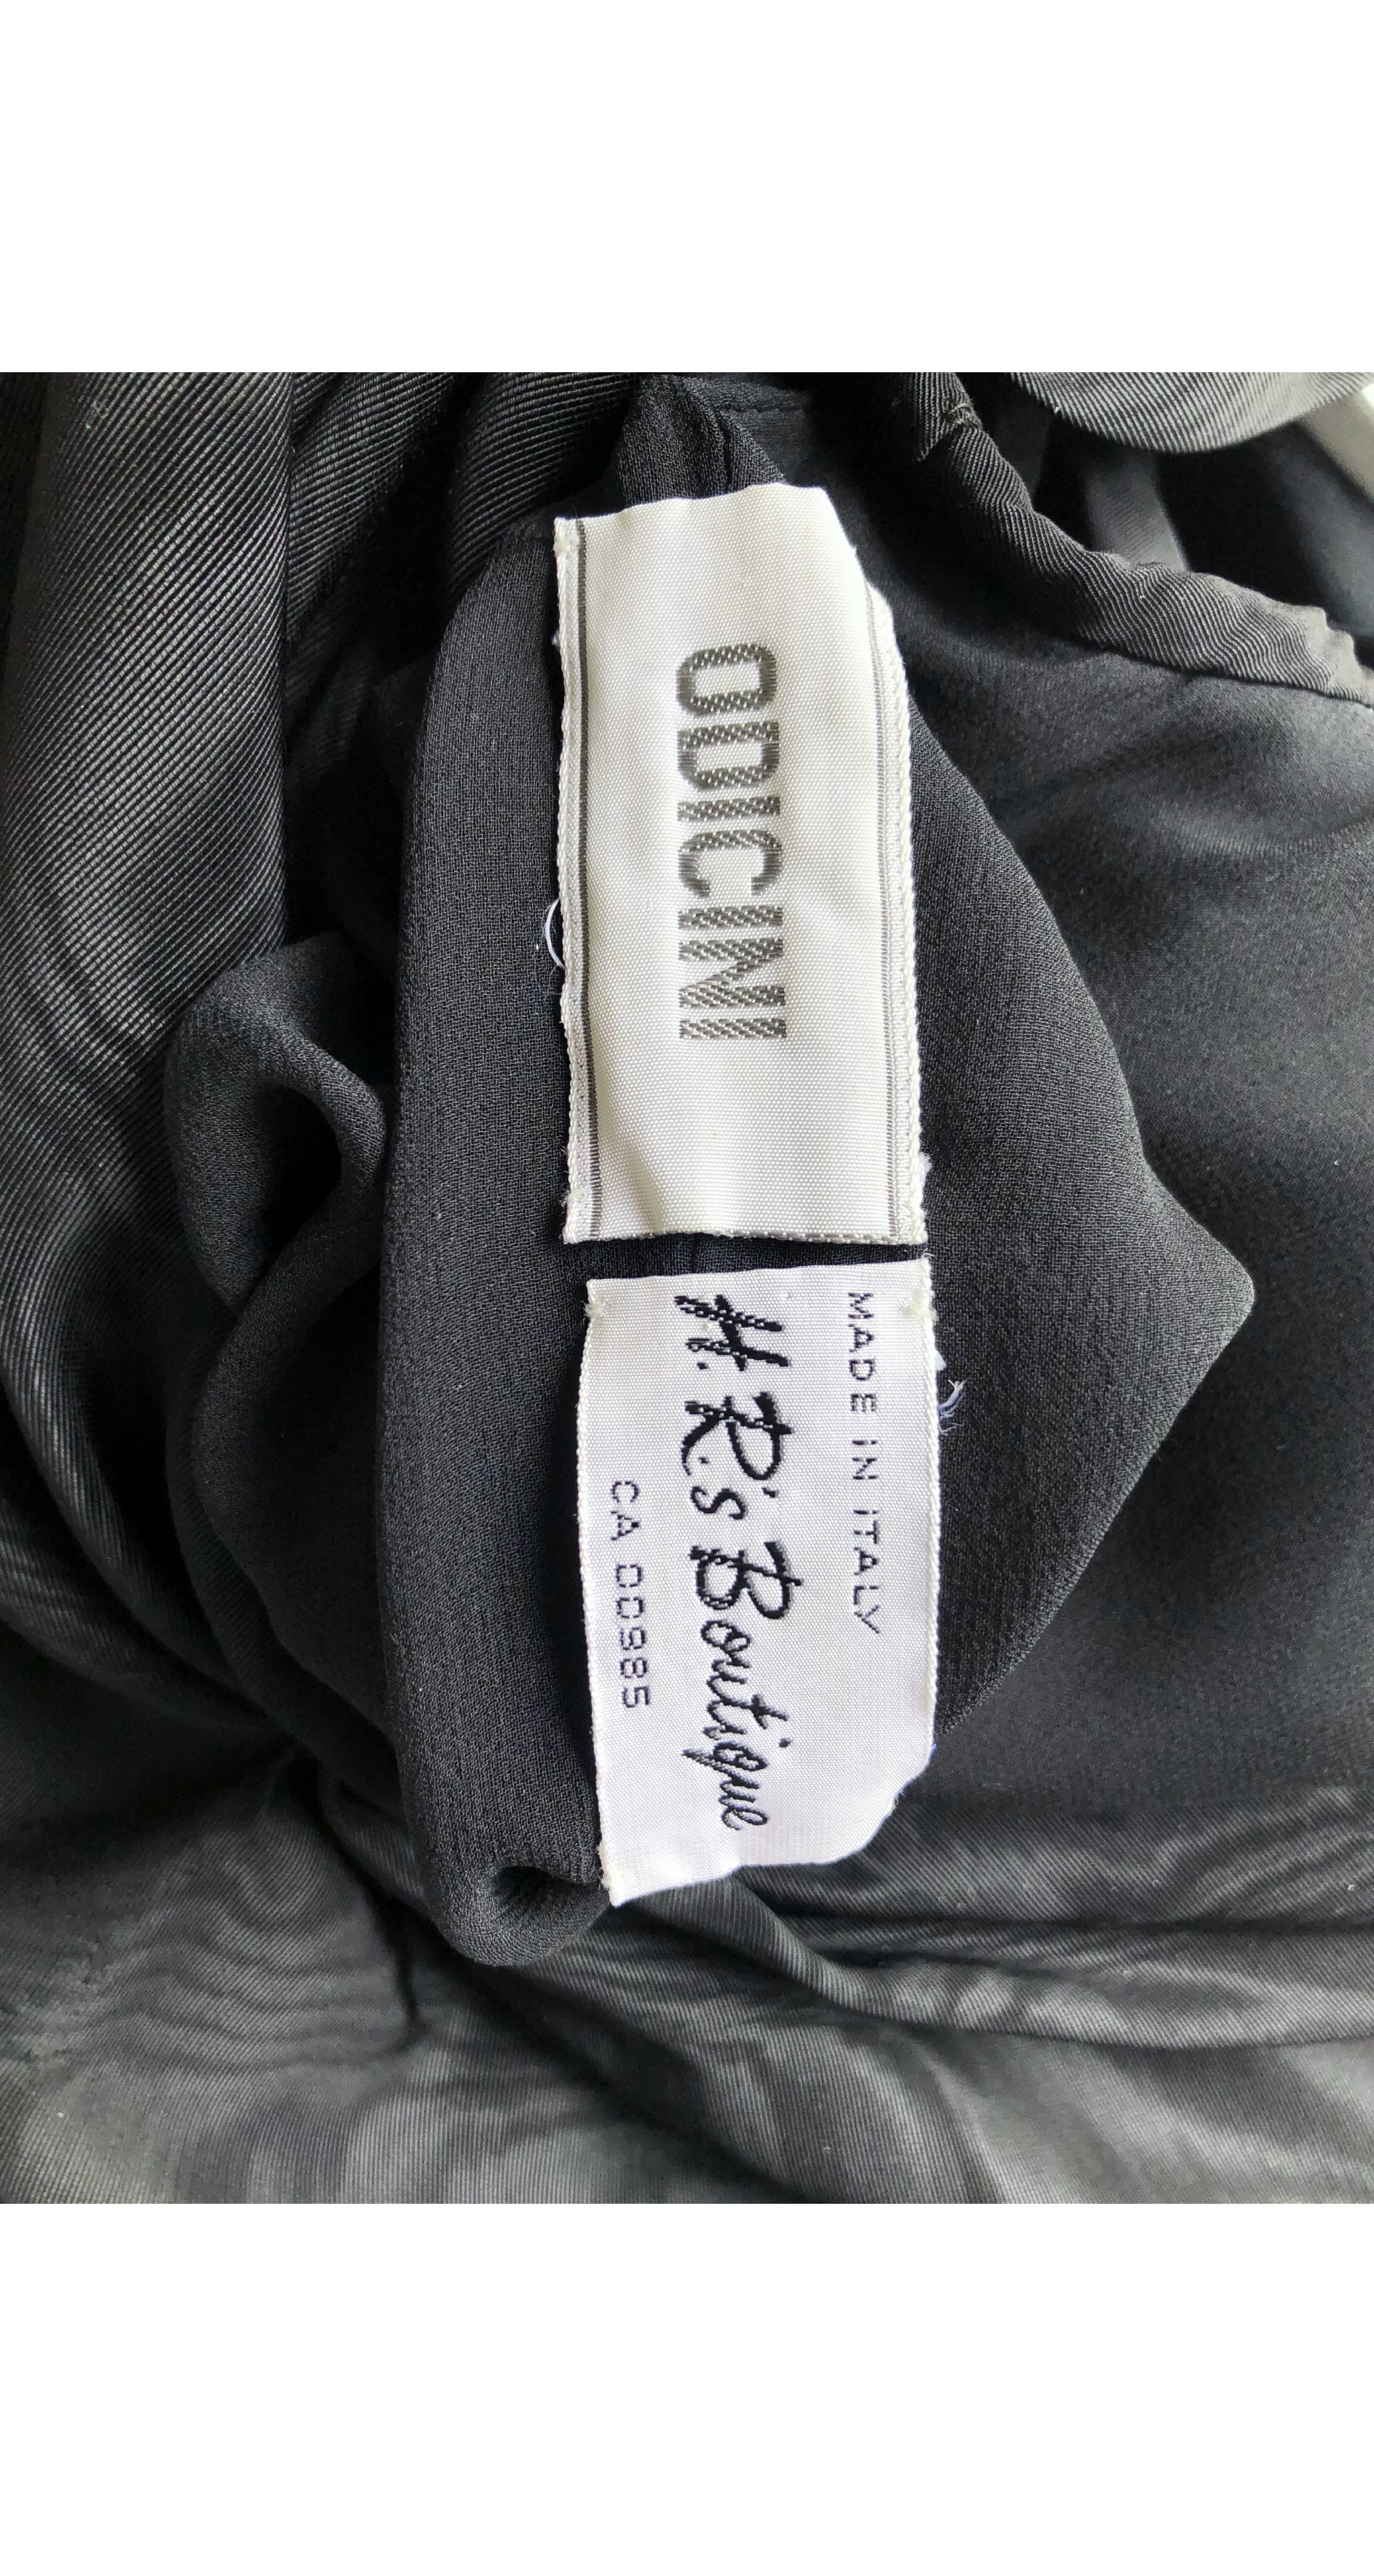 ODICINI
MADE IN ITALY
H.R.'s Boutique
CA 00985